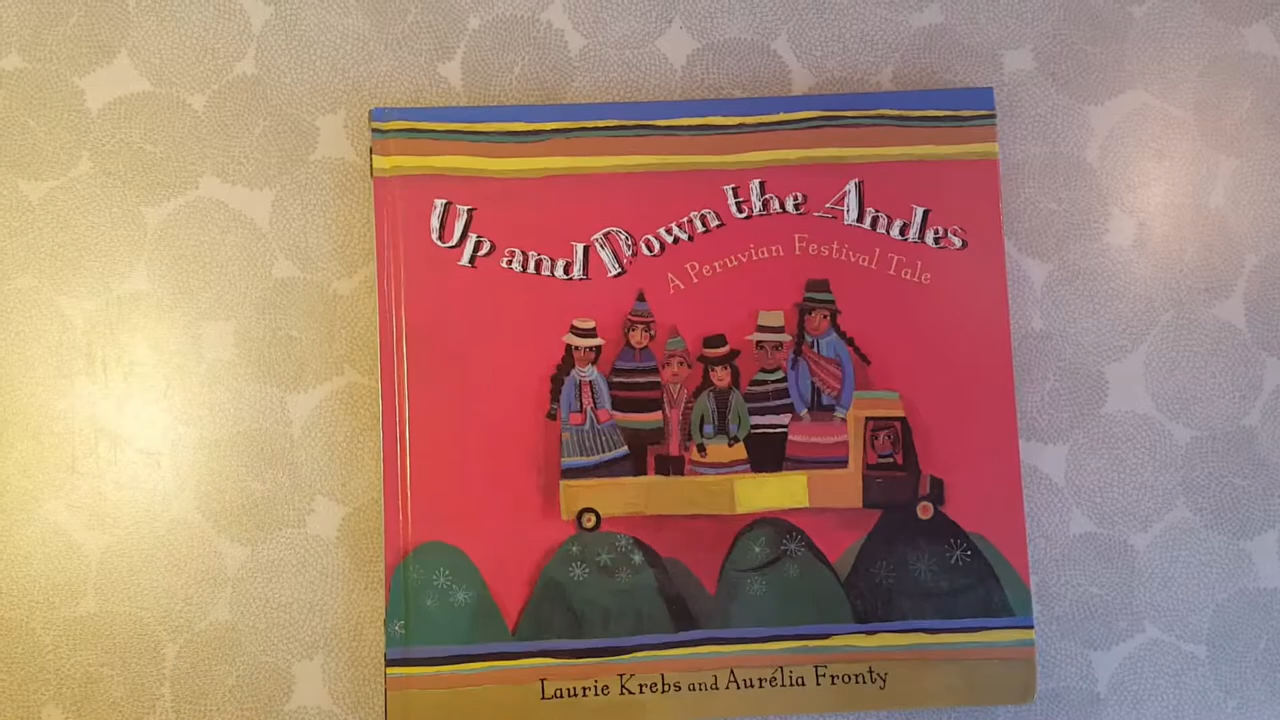 Up and Down the Andes
A Peruvian Festival Tale
Laurie Krebs and Aurélia Fronty